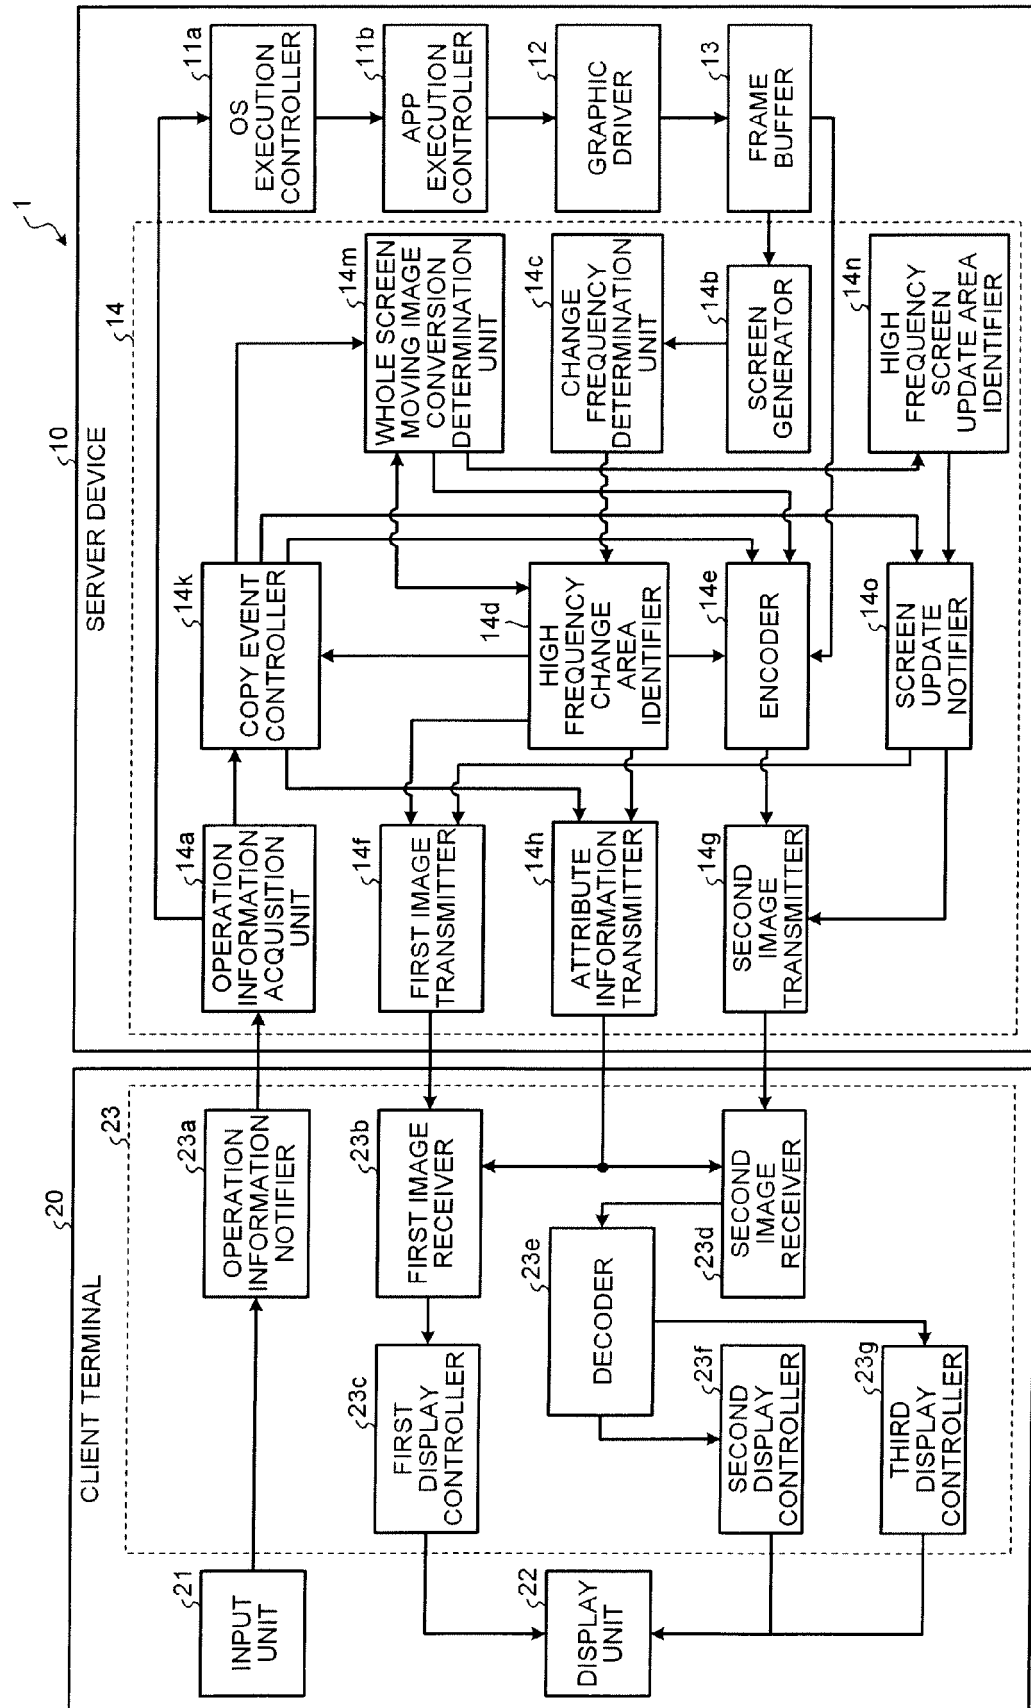 1
10
SERVER DEVICE
14
OS
EXECUTION
CONTROLLER
11a
APP
EXECUTION
CONTROLLER
11b
GRAPHIC
DRIVER
12
FRAME
BUFFER
13
WHOLE SCREEN
MOVING IMAGE
CONVERSION
DETERMINATION
UNIT
14m
CHANGE
FREQUENCY
DETERMINATION
UNIT
14c
SCREEN
GENERATOR
14b
HIGH
FREQUENCY
SCREEN
UPDATE AREA
IDENTIFIER
14n
COPY EVENT
CONTROLLER
14k
HIGH
FREQUENCY
CHANGE
AREA
IDENTIFIER
14d
ENCODER
14e
SCREEN
UPDATE
NOTIFIER
14o
OPERATION
INFORMATION
ACQUISITION
UNIT
14a
FIRST IMAGE
TRANSMITTER
14f
ATTRIBUTE
INFORMATION
TRANSMITTER
14h
SECOND
IMAGE
TRANSMITTER
14g
20
CLIENT TERMINAL
23
OPERATION
INFORMATION
NOTIFIER
23a
FIRST IMAGE
RECEIVER
23b
SECOND
IMAGE
RECEIVER
23d
DECODER
23e
FIRST
DISPLAY
CONTROLLER
23c
SECOND
DISPLAY
CONTROLLER
23f
THIRD
DISPLAY
CONTROLLER
23g
INPUT
UNIT
21
DISPLAY
UNIT
22